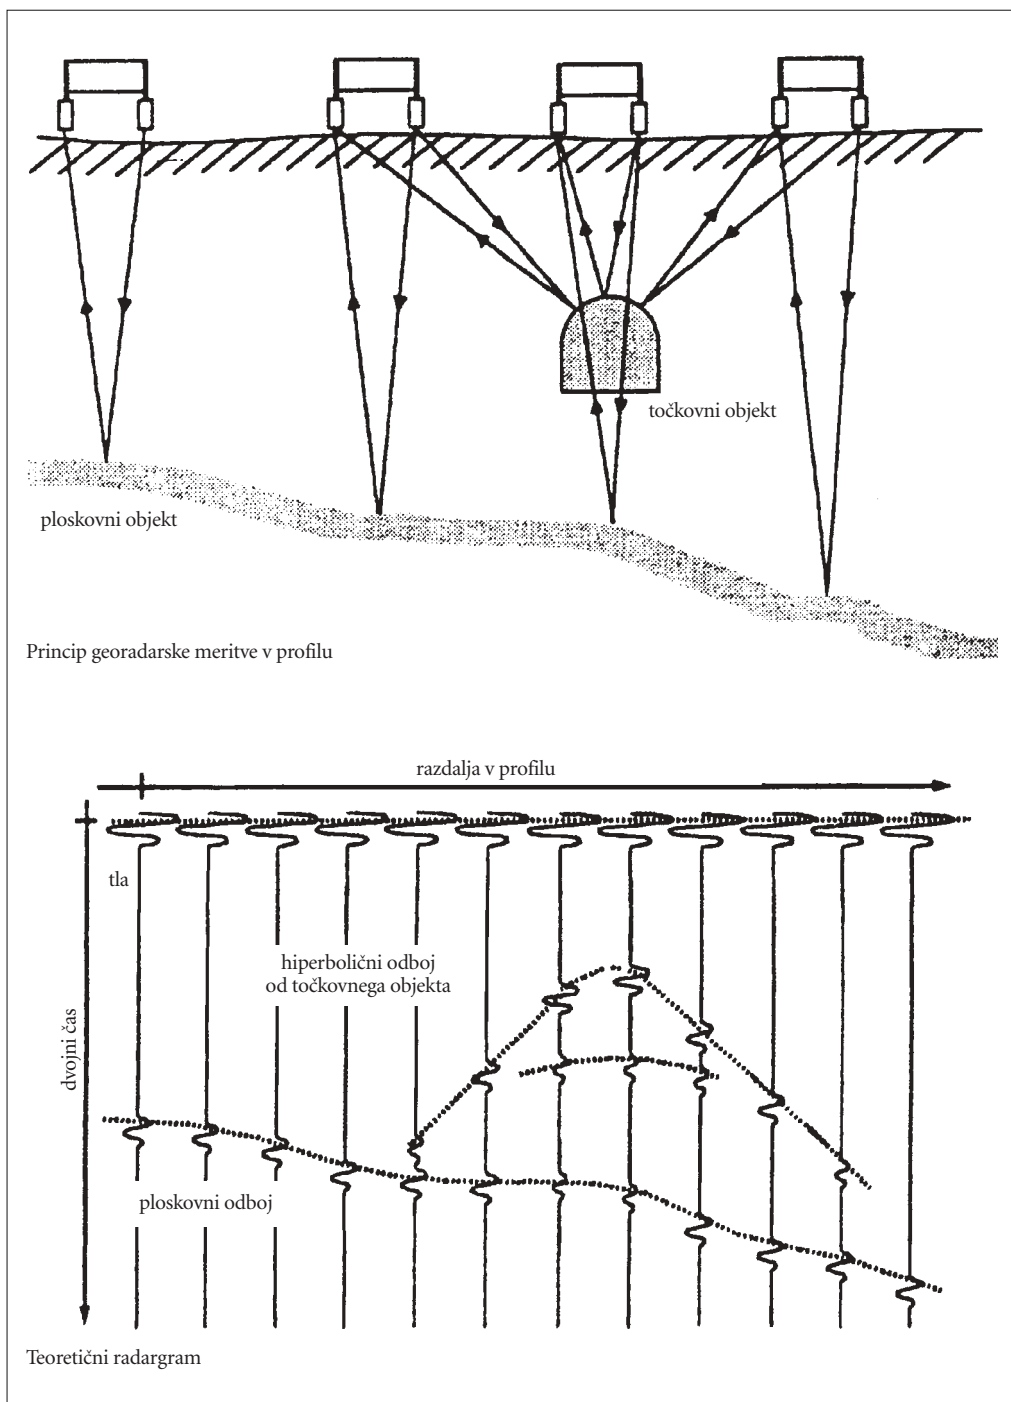 točkovni objekt
ploskovni objekt
Princip georadarske meritve v profilu
razdalja v profilu
tla
hiperbolični odboj
od točkovnega objekta
dvojni čas
ploskovni odboj
Teoretični radargram